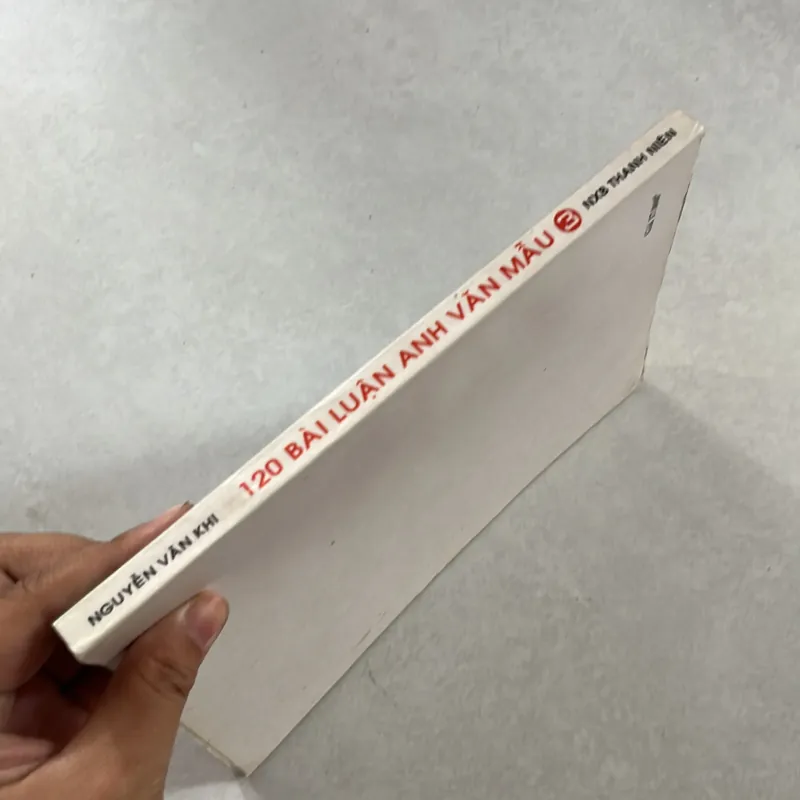 NGUYỄN VĂN KHI 120 BÀI LUẬN ANH VĂN MẪU 3 NXB THANH NIÊN